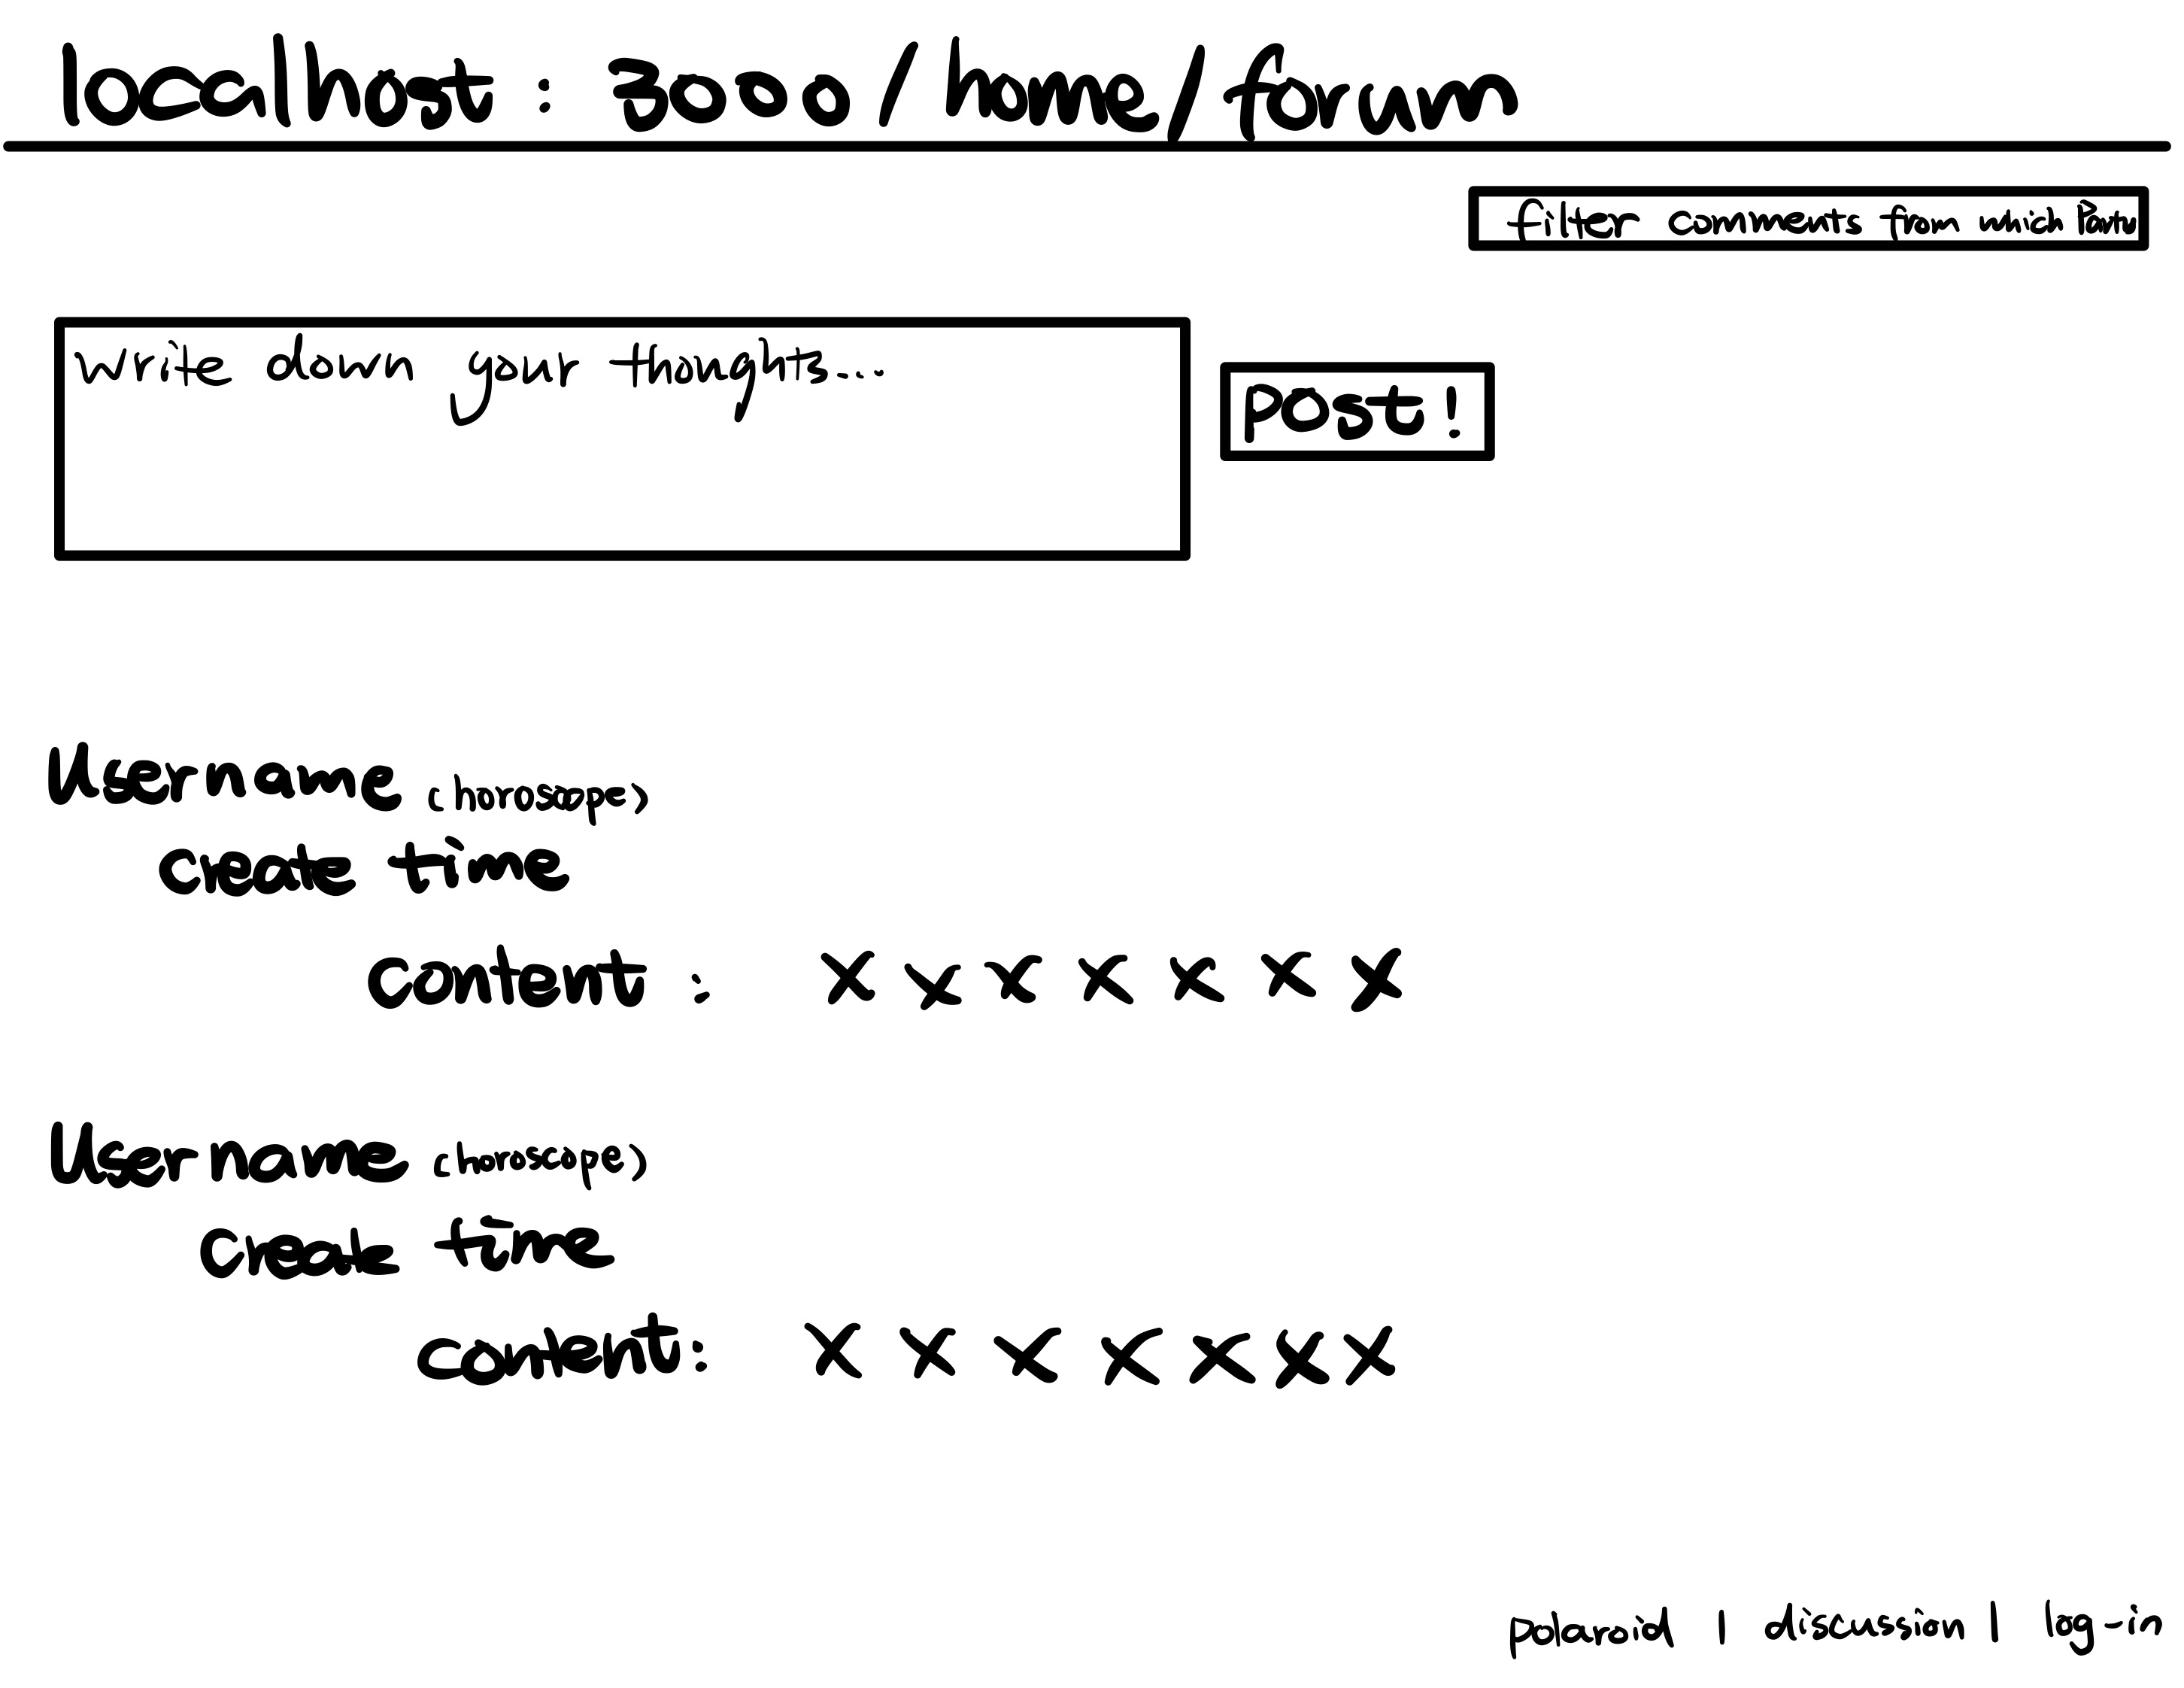 localhost: 3000/home/forum
filter comments from which
write down your thoughts...
post!
Username (horoscope)
create time
content: x x x x x x x
Username (horoscope)
Create time
content: x x x x x x x
polaroid | discussion | log-in